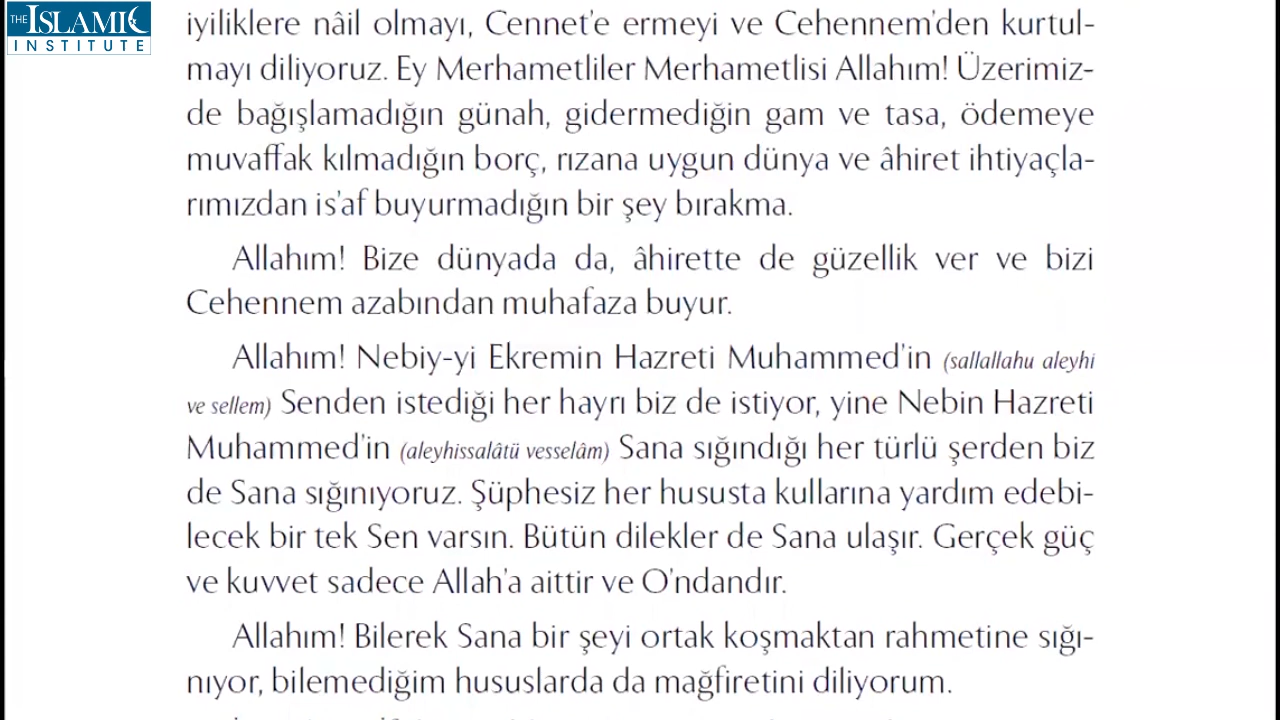 THE ISLAMIC
INSTITUTE
iyiliklere nâil olmayı, Cennet'e ermeyi ve Cehennem'den kurtul-
mayı diliyoruz. Ey Merhametliler Merhametlisi Allahım! Üzerimiz-
de bağışlamadığın günah, gidermediğin gam ve tasa, ödemeye
muvaffak kılmadığın borç, rızana uygun dünya ve âhiret ihtiyaçla-
rımızdan is'af buyurmadığın bir şey bırakma.
Allahım! Bize dünyada da, âhirette de güzellik ver ve bizi
Cehennem azabından muhafaza buyur.
Allahım! Nebiy-yi Ekremin Hazreti Muhammed'in (sallallahu aleyhi
ve sellem) Senden istediği her hayrı biz de istiyor, yine Nebin Hazreti
Muhammed'in (aleyhissalâtü vesselâm) Sana sığındığı her türlü şerden biz
de Sana sığınıyoruz. Şüphesiz her hususta kullarına yardım edebi-
lecek bir tek Sen varsın. Bütün dilekler de Sana ulaşır. Gerçek güç
ve kuvvet sadece Allah'a aittir ve O'ndandır.
Allahım! Bilerek Sana bir şeyi ortak koşmaktan rahmetine sığı-
nıyor, bilemediğim hususlarda da mağfiretini diliyorum.